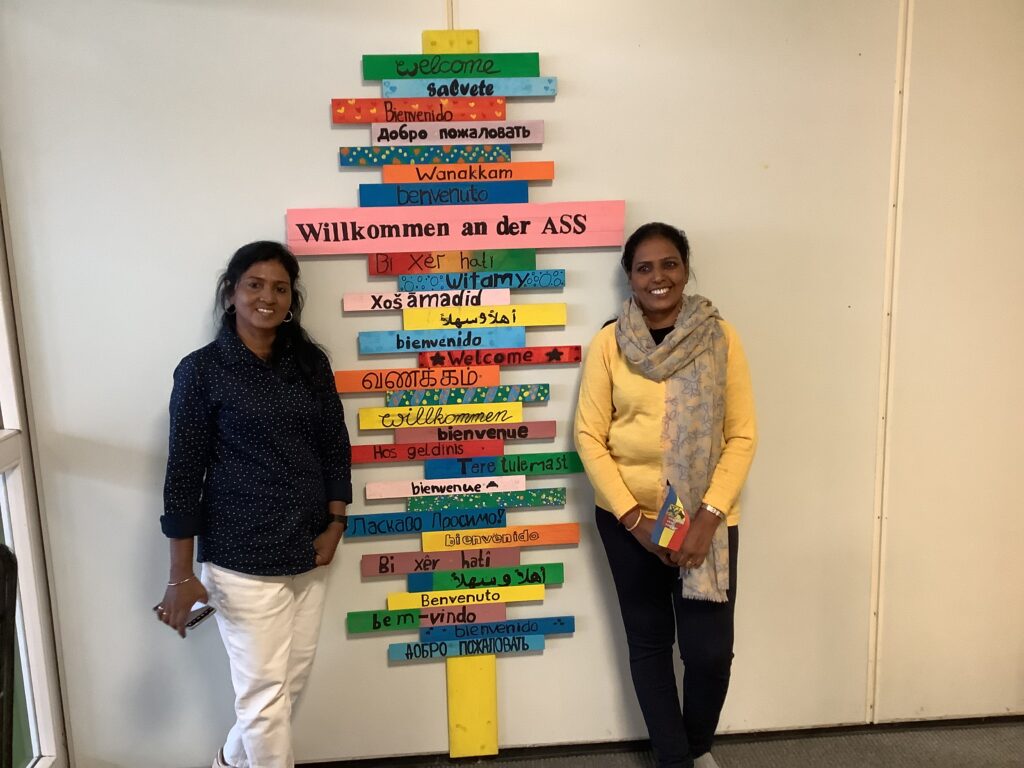 welcome
salvete
Bienvenido
Добро пожаловать
Wanakkam
benvenuto
Willkommen an der ASS
Bi xêr hatî
Witamy
Xoš āmadid
أهلاً وسهلاً
bienvenido
Welcome
வணக்கம்
willkommen
bienvenue
Hos geldinis
Tere tulemast
bienvenue
Ласкаво Просимо!
bienvenido
Bi xêr hatî
أهلاً وسهلاً
Benvenuto
bem-vindo
bienvenido
ДОБРО ПОЖАЛОВАТЬ